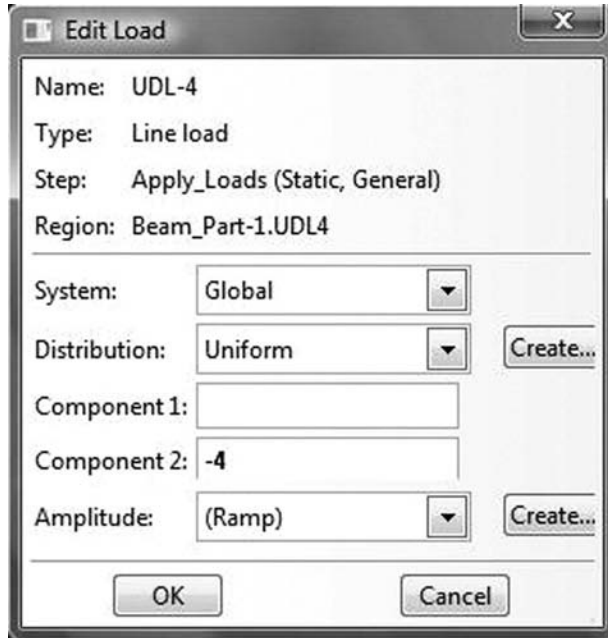 Edit Load
X
Name: UDL-4
Type: Line load
Step: Apply_Loads (Static, General)
Region: Beam_Part-1.UDL4
System: Global
Distribution: Uniform Create...
Component 1:
Component 2: -4
Amplitude: (Ramp) Create...
OK Cancel